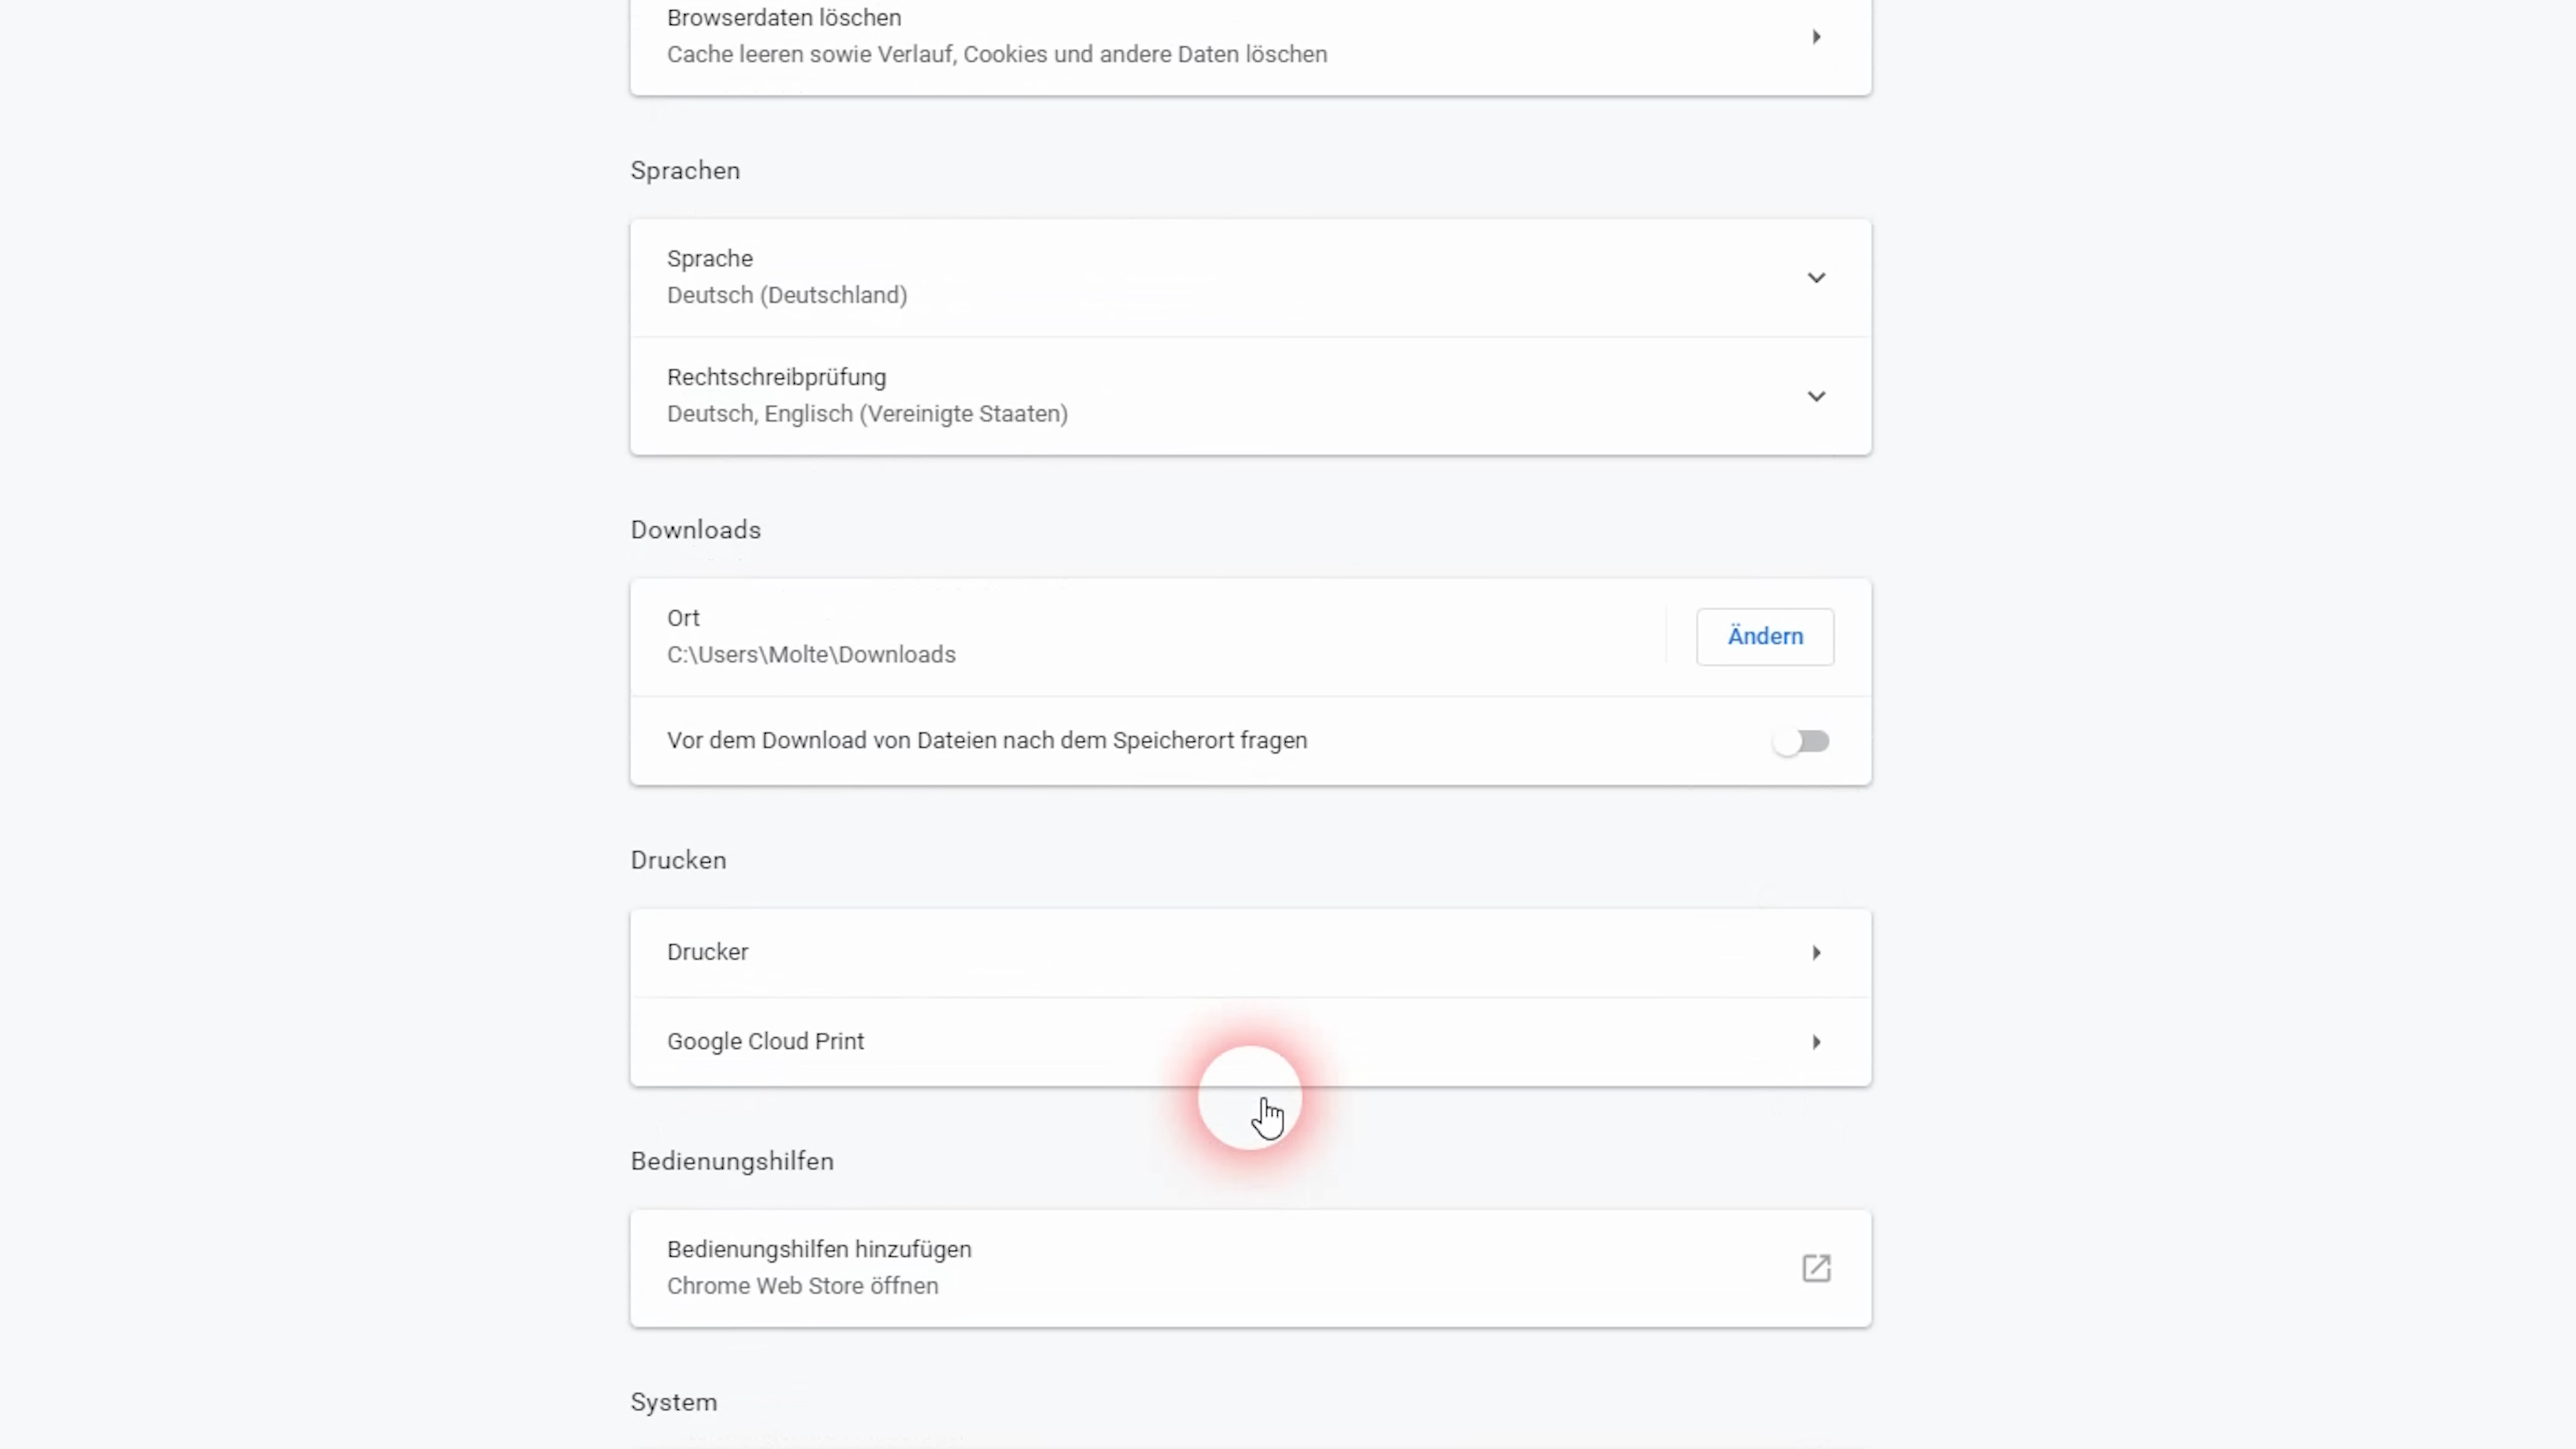 Browserdaten löschen
Cache leeren sowie Verlauf, Cookies und andere Daten löschen
Sprachen
Sprache
Deutsch (Deutschland)
Rechtschreibprüfung
Deutsch, Englisch (Vereinigte Staaten)
Downloads
Ort
C:\Users\Molte\Downloads
Ändern
Vor dem Download von Dateien nach dem Speicherort fragen
Drucken
Drucker
Google Cloud Print
Bedienungshilfen
Bedienungshilfen hinzufügen
Chrome Web Store öffnen
System